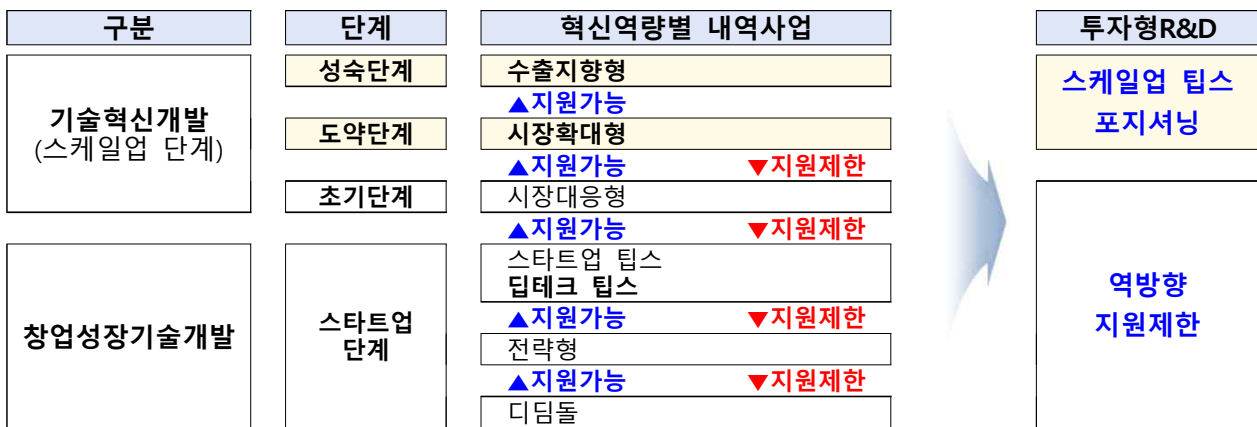 구분 단계 혁신역량별 내역사업 투자형R&D
기술혁신개발
(스케일업 단계)
성숙단계 수출지향형
▲지원가능
도약단계 시장확대형
▲지원가능 ▼지원제한
초기단계 시장대응형
▲지원가능 ▼지원제한
스케일업 팁스
포지셔닝
창업성장기술개발
스타트업
단계
스타트업 팁스
딥테크 팁스
▲지원가능 ▼지원제한
전략형
▲지원가능 ▼지원제한
디딤돌
역방향
지원제한